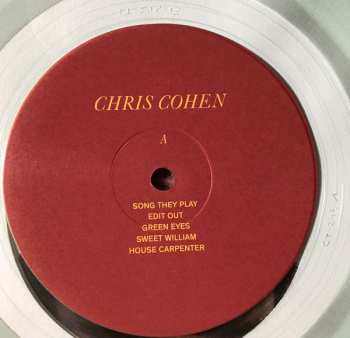 CHRIS COHEN
A
SONG THEY PLAY
EDIT OUT
GREEN EYES
SWEET WILLIAM
HOUSE CARPENTER